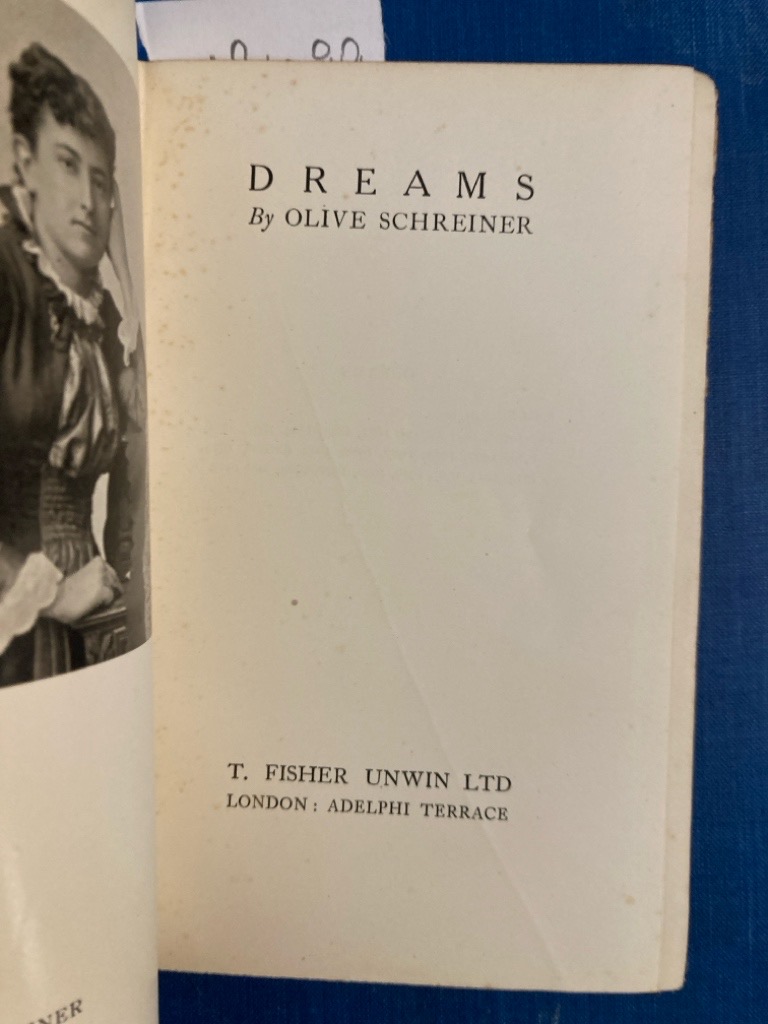 DREAMS
By OLIVE SCHREINER
T. FISHER UNWIN LTD
LONDON: ADELPHI TERRACE